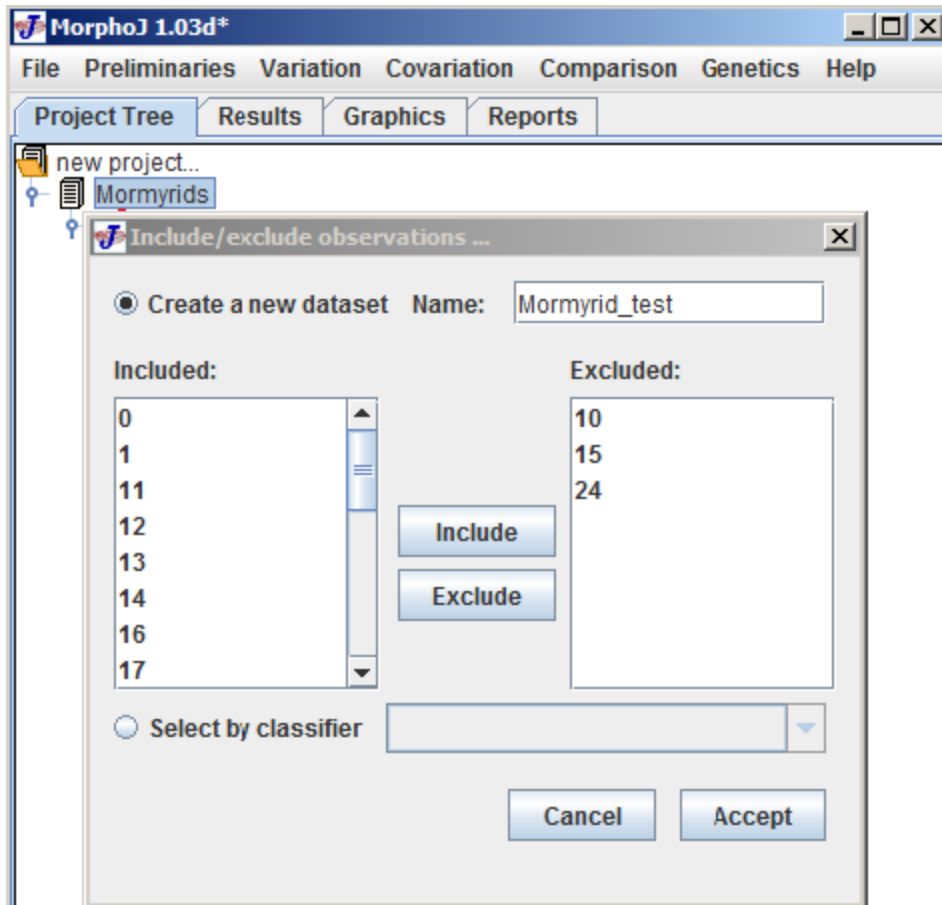 MorphoJ 1.03d*
File Preliminaries Variation Covariation Comparison Genetics Help
Project Tree Results Graphics Reports
new project...
Mormyrids
Include/exclude observations ...
Create a new dataset Name: Mormyrid_test
Included: Excluded:
0 10
1 15
11 24
12
13
14
16
17
Include
Exclude
Select by classifier
Cancel Accept